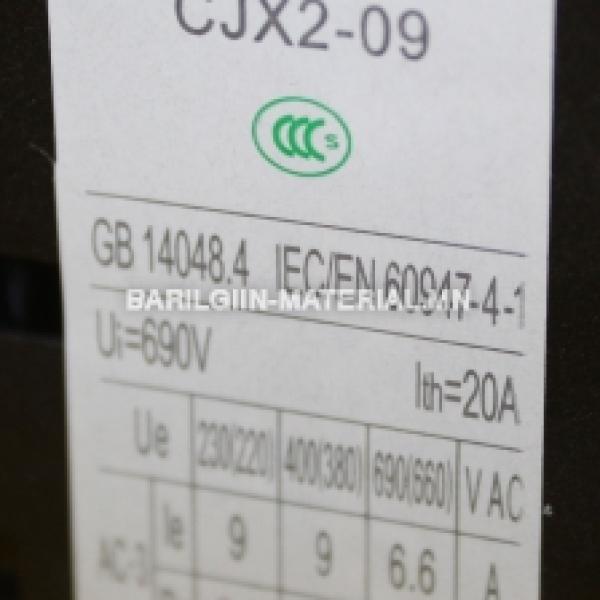 CJX2-09
CCC S
GB 14048.4 IEC/EN 60947-4-1
BARILGIIN-MATERIAL.MN
Ui=690V
Ith=20A
Ue 230(220) 400(380) 690(660) V AC
AC-3 Ie 9 9 6.6 A